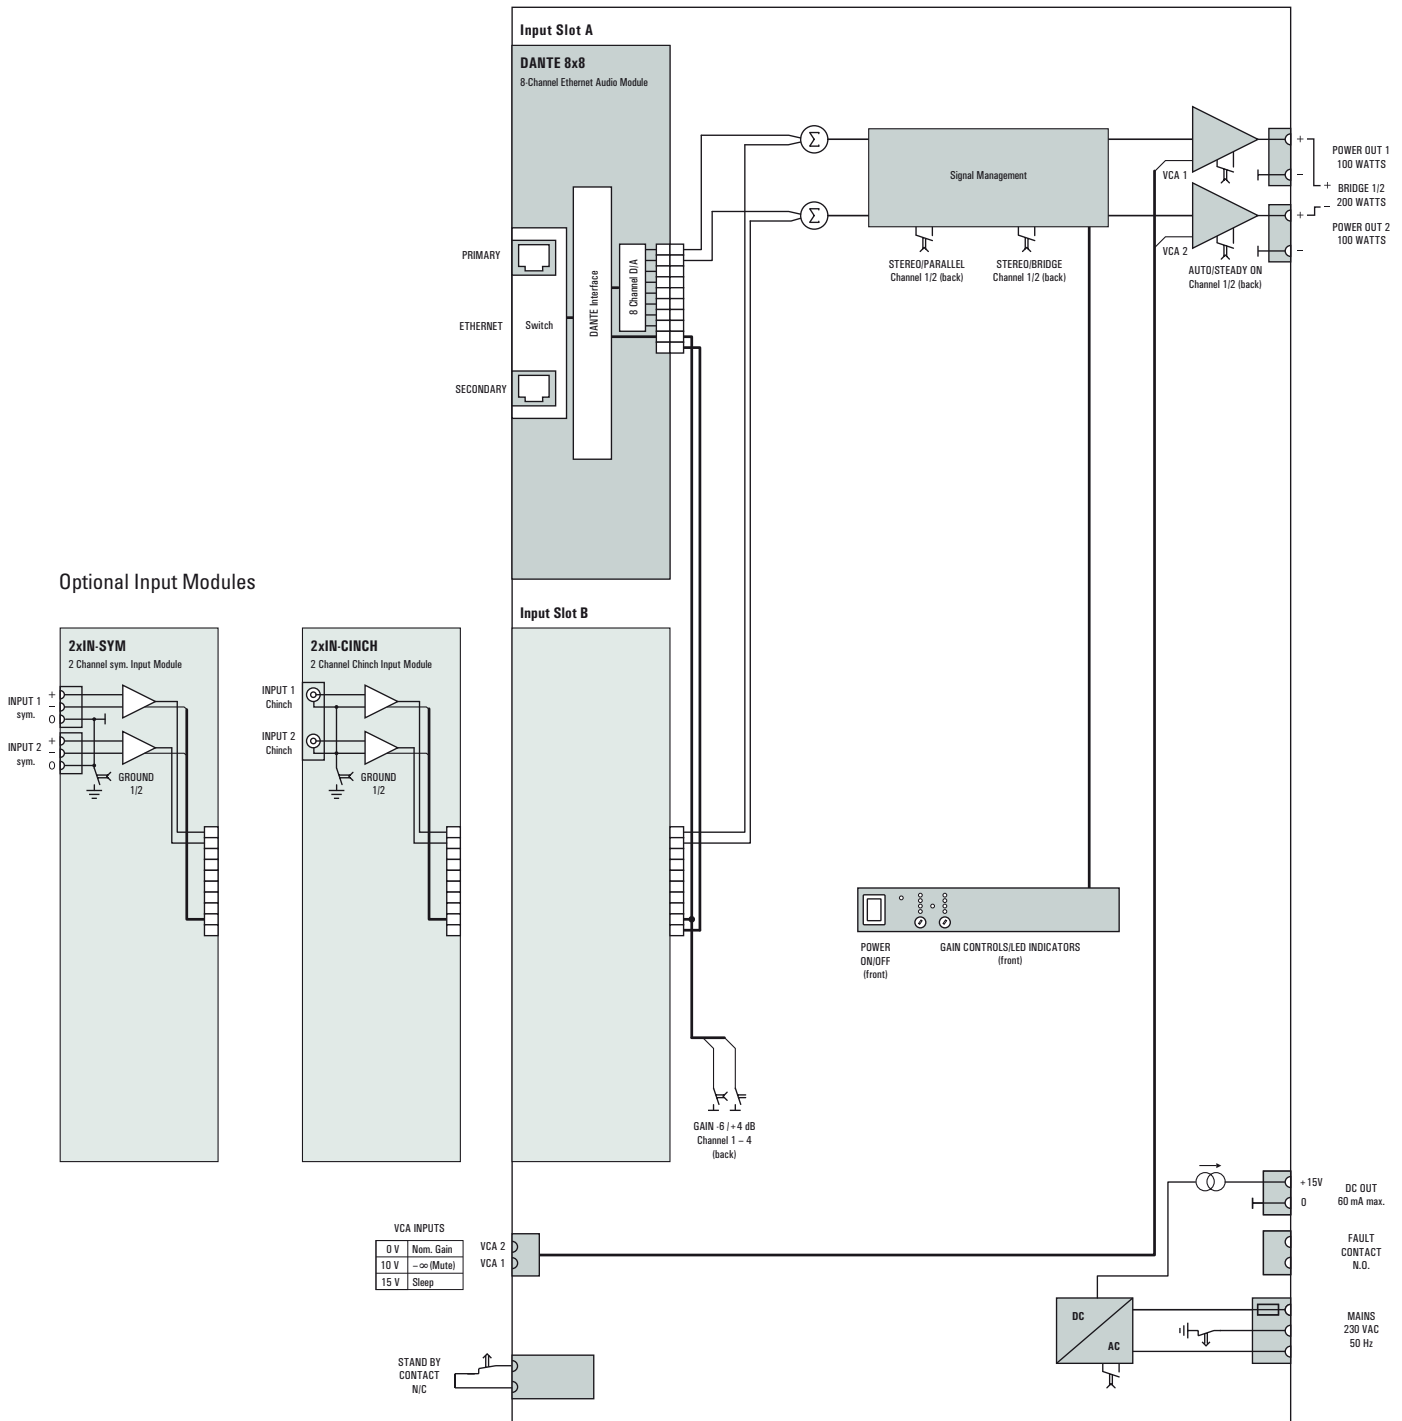 Input Slot A
DANTE 8x8
8-Channel Ethernet Audio Module
PRIMARY
ETHERNET
SECONDARY
Switch
DANTE Interface
8 Channel D/A
Σ
Σ
Signal Management
STEREO/PARALLEL
Channel 1/2 (back)
STEREO/BRIDGE
Channel 1/2 (back)
VCA 1
VCA 2
AUTO/STEADY ON
Channel 1/2 (back)
+
−
+
−
+
−
POWER OUT 1
100 WATTS
BRIDGE 1/2
200 WATTS
POWER OUT 2
100 WATTS
Optional Input Modules
2xIN-SYM
2 Channel sym. Input Module
INPUT 1
sym.
+
−
0
INPUT 2
sym.
+
−
0
GROUND
1/2
2xIN-CINCH
2 Channel Chinch Input Module
INPUT 1
Chinch
INPUT 2
Chinch
GROUND
1/2
Input Slot B
POWER
ON/OFF
(front)
GAIN CONTROLS/LED INDICATORS
(front)
GAIN -6 / +4 dB
Channel 1 – 4
(back)
VCA INPUTS
0 V Nom. Gain
10 V – ∞ (Mute)
15 V Sleep
VCA 2
VCA 1
STAND BY
CONTACT
N/C
DC
AC
+ 15V
0
DC OUT
60 mA max.
FAULT
CONTACT
N.O.
MAINS
230 VAC
50 Hz